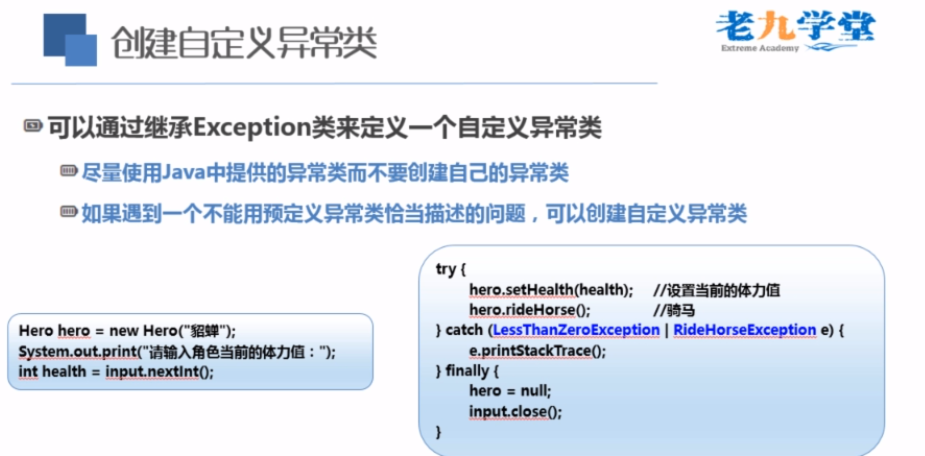 创建自定义异常类
老九学堂
Extreme Academy
可以通过继承Exception类来定义一个自定义异常类
尽量使用Java中提供的异常类而不要创建自己的异常类
如果遇到一个不能用预定义异常类恰当描述的问题，可以创建自定义异常类
Hero hero = new Hero("貂蝉");
System.out.print("请输入角色当前的体力值：");
int health = input.nextInt();
try {
hero.setHealth(health); //设置当前的体力值
hero.rideHorse(); //骑马
} catch (LessThanZeroException | RideHorseException e) {
e.printStackTrace();
} finally {
hero = null;
input.close();
}